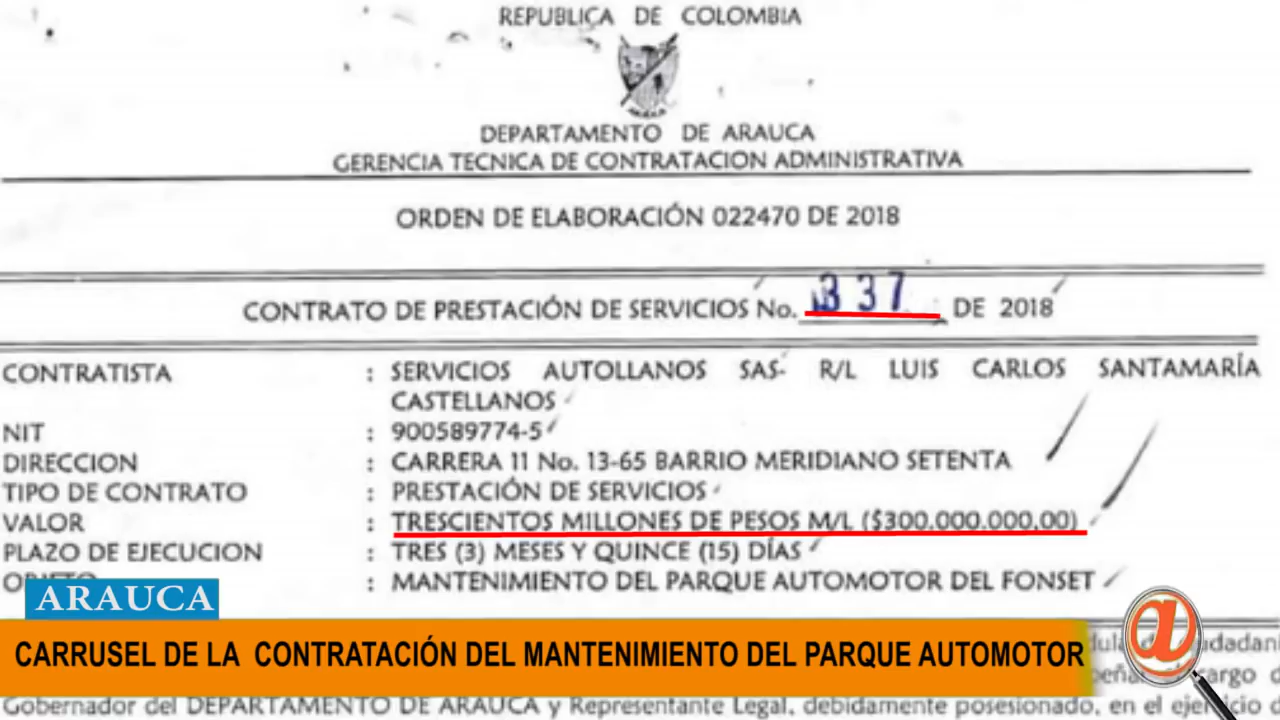 REPUBLICA DE COLOMBIA
DEPARTAMENTO DE ARAUCA
GERENCIA TECNICA DE CONTRATACION ADMINISTRATIVA
ORDEN DE ELABORACIÓN 022470 DE 2018
CONTRATO DE PRESTACIÓN DE SERVICIOS No. 337 DE 2018
CONTRATISTA : SERVICIOS AUTOLLANOS SAS- R/L LUIS CARLOS SANTAMARÍA
CASTELLANOS
NIT : 900589774-5
DIRECCION : CARRERA 11 No. 13-65 BARRIO MERIDIANO SETENTA
TIPO DE CONTRATO : PRESTACIÓN DE SERVICIOS
VALOR : TRESCIENTOS MILLONES DE PESOS M/L ($300.000.000,00)
PLAZO DE EJECUCION : TRES (3) MESES Y QUINCE (15) DÍAS
OBJETO : MANTENIMIENTO DEL PARQUE AUTOMOTOR DEL FONSET
ARAUCA
CARRUSEL DE LA CONTRATACIÓN DEL MANTENIMIENTO DEL PARQUE AUTOMOTOR
@
Gobernador del DEPARTAMENTO DE ARAUCA y Representante Legal, debidamente posesionado, en el ejercicio